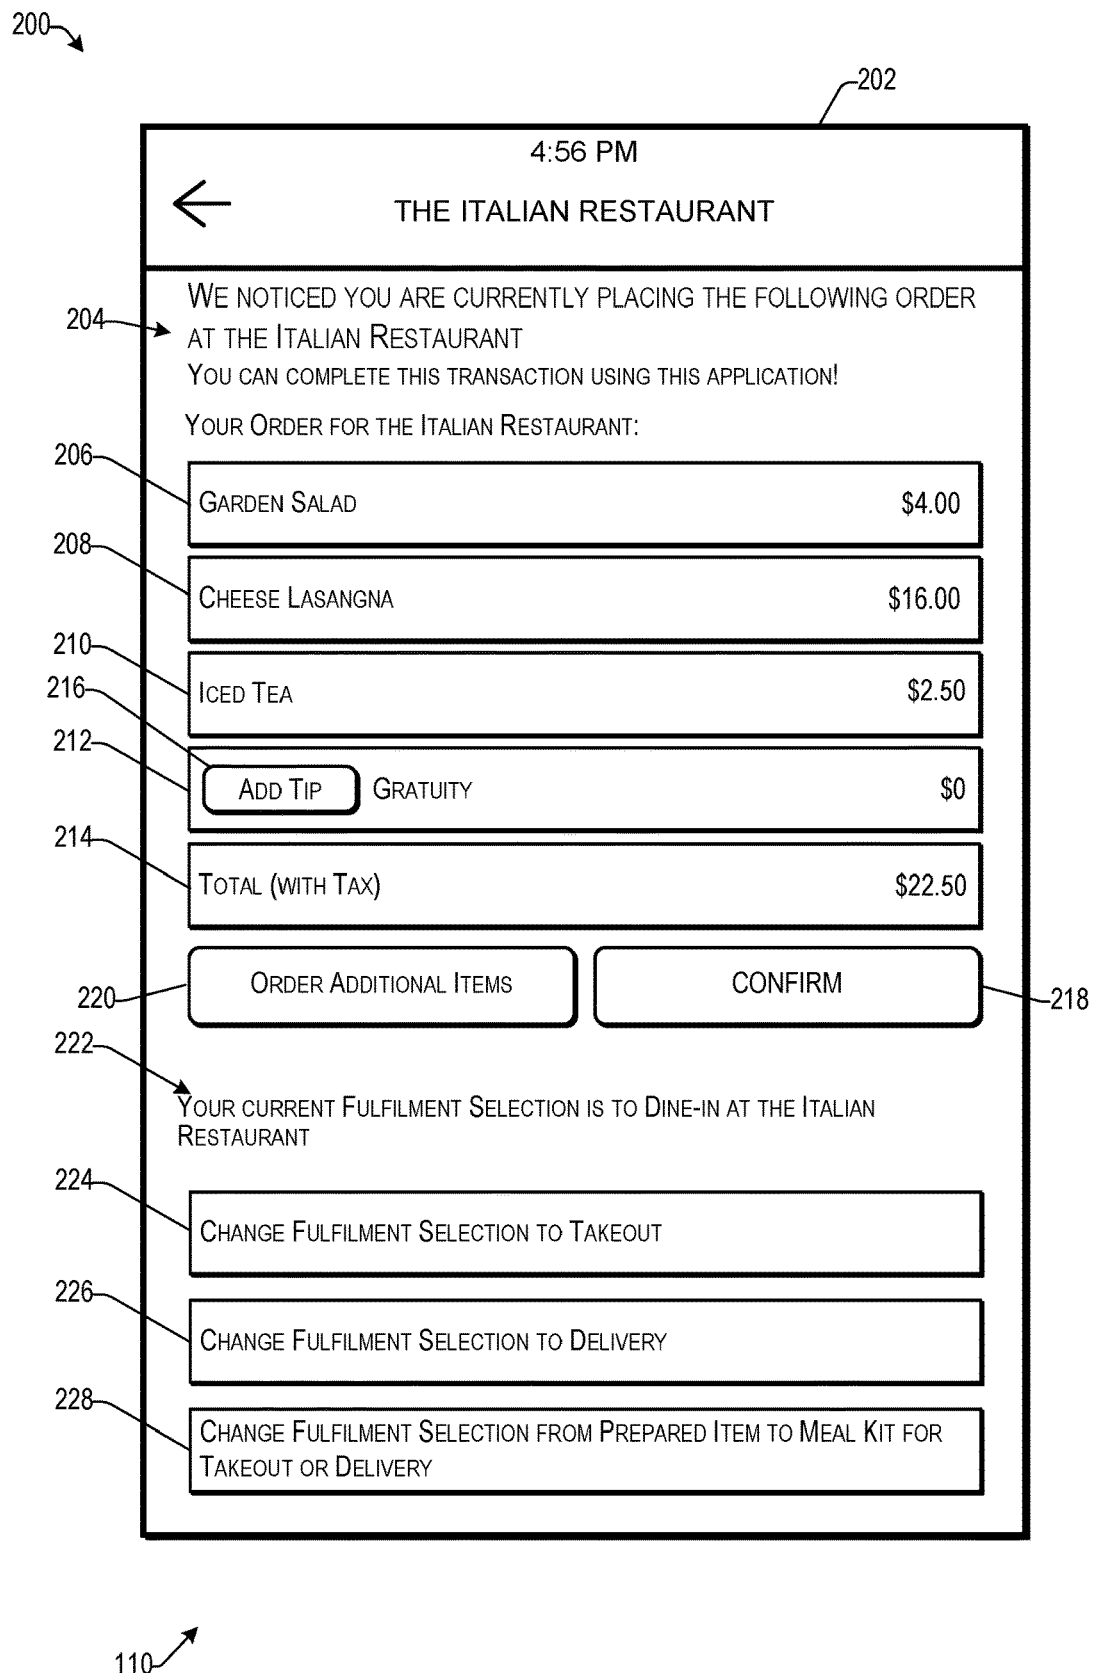 200
202
4:56 PM
THE ITALIAN RESTAURANT
WE NOTICED YOU ARE CURRENTLY PLACING THE FOLLOWING ORDER
204
AT THE ITALIAN RESTAURANT
YOU CAN COMPLETE THIS TRANSACTION USING THIS APPLICATION!
YOUR ORDER FOR THE ITALIAN RESTAURANT:
206
GARDEN SALAD $4.00
208
CHEESE LASANGNA $16.00
210
ICED TEA $2.50
216
212
ADD TIP GRATUITY $0
214
TOTAL (WITH TAX) $22.50
220 ORDER ADDITIONAL ITEMS CONFIRM 218
222
YOUR CURRENT FULFILMENT SELECTION IS TO DINE-IN AT THE ITALIAN
RESTAURANT
224
CHANGE FULFILMENT SELECTION TO TAKEOUT
226
CHANGE FULFILMENT SELECTION TO DELIVERY
228
CHANGE FULFILMENT SELECTION FROM PREPARED ITEM TO MEAL KIT FOR
TAKEOUT OR DELIVERY
110